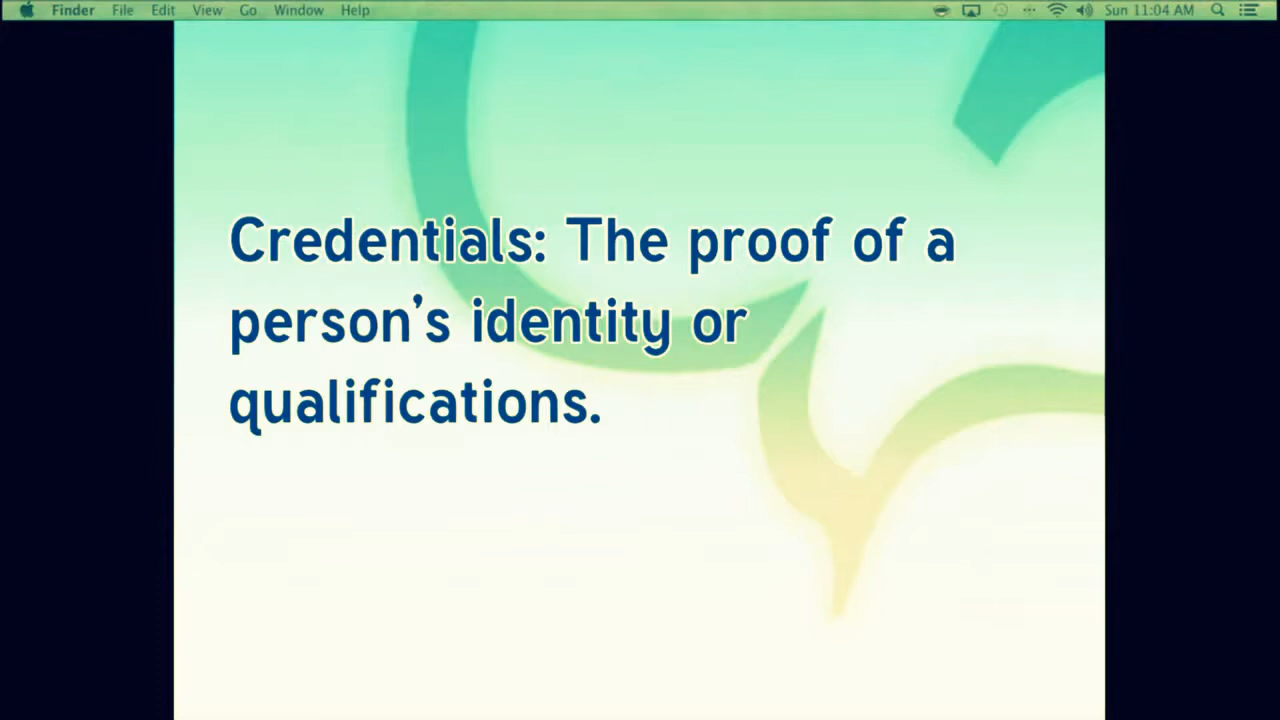 Finder File Edit View Go Window Help Sun 11:04 AM
Credentials: The proof of a
person's identity or
qualifications.